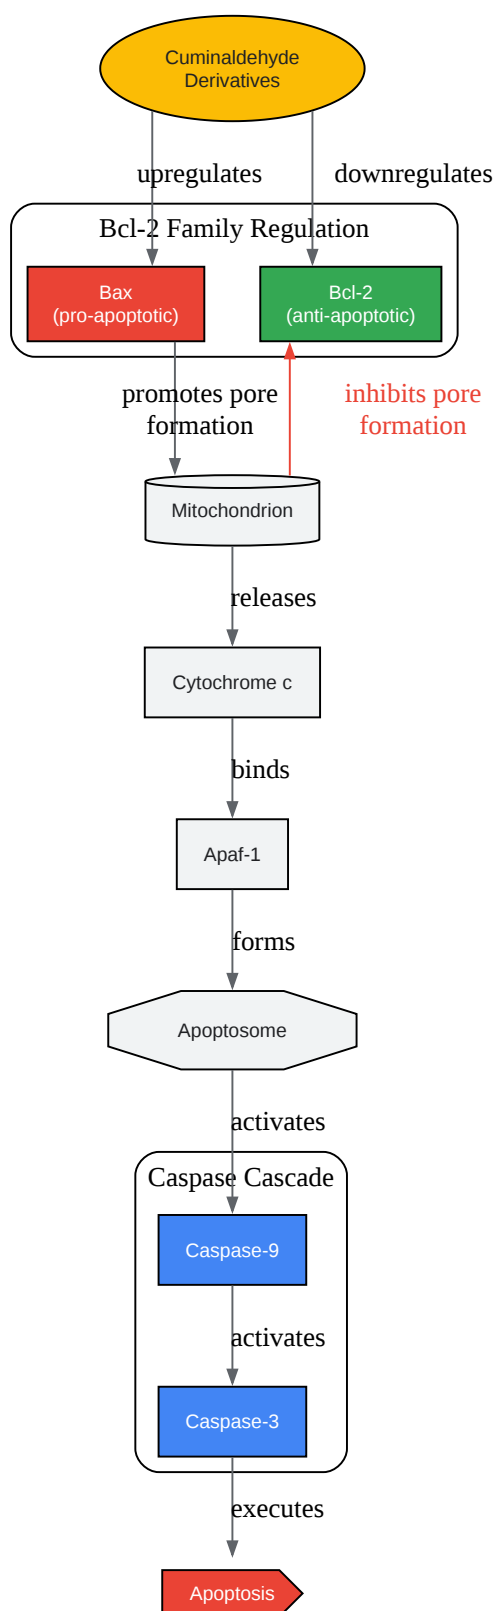 Cuminaldehyde
Derivatives
upregulates
downregulates
Bcl-2 Family Regulation
Bax
(pro-apoptotic)
Bcl-2
(anti-apoptotic)
promotes pore
formation
inhibits pore
formation
Mitochondrion
releases
Cytochrome c
binds
Apaf-1
forms
Apoptosome
activates
Caspase Cascade
Caspase-9
activates
Caspase-3
executes
Apoptosis